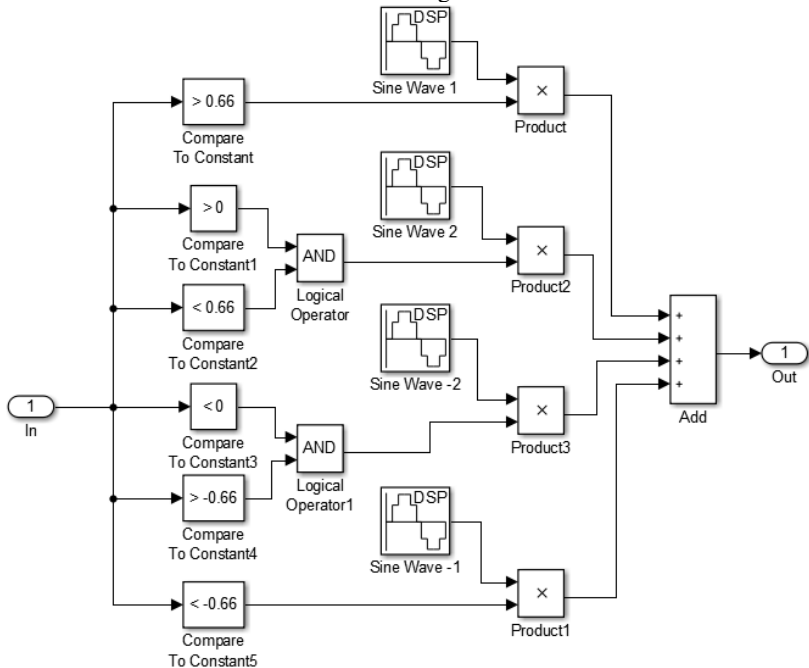 DSP
Sine Wave 1
> 0.66
Compare
To Constant
×
Product
DSP
Sine Wave 2
> 0
Compare
To Constant1
AND
Logical
Operator
< 0.66
Compare
To Constant2
×
Product2
DSP
Sine Wave -2
+
+
+
+
Add
1
Out
1
In
< 0
Compare
To Constant3
AND
Logical
Operator1
> -0.66
Compare
To Constant4
×
Product3
DSP
Sine Wave -1
< -0.66
Compare
To Constant5
×
Product1